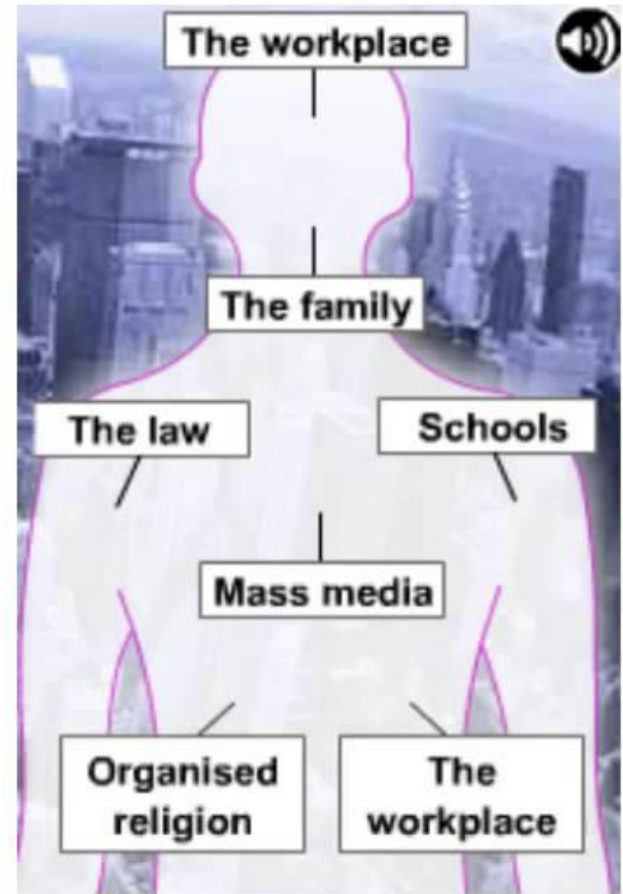 The workplace
The family
The law
Schools
Mass media
Organised
religion
The
workplace